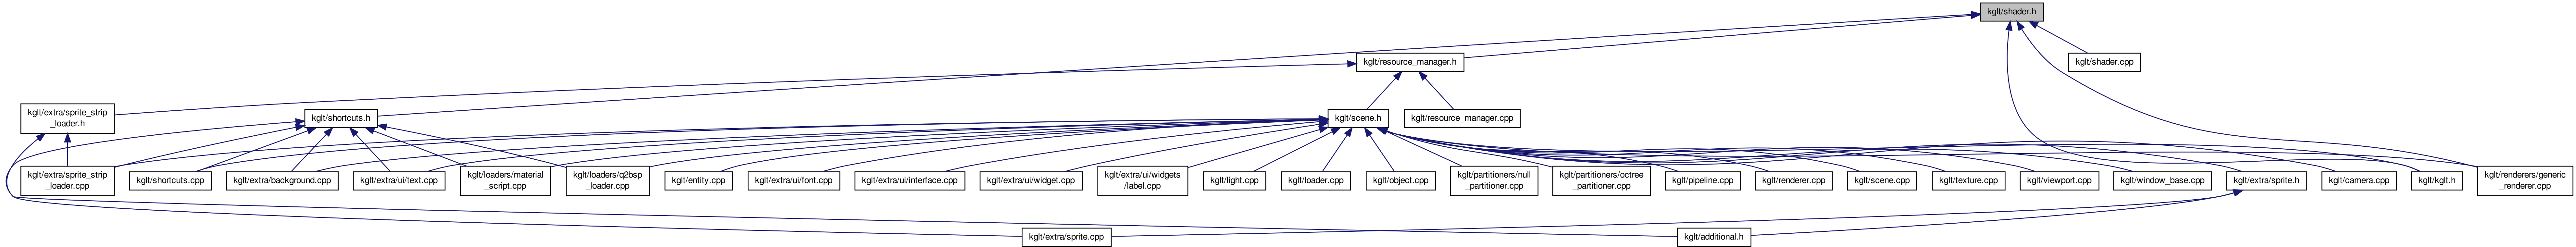 kglt/shader.h
kglt/resource_manager.h
kglt/shader.cpp
kglt/extra/sprite_strip
_loader.h
kglt/shortcuts.h
kglt/scene.h
kglt/resource_manager.cpp
kglt/extra/sprite_strip
_loader.cpp
kglt/shortcuts.cpp
kglt/extra/background.cpp
kglt/extra/ui/text.cpp
kglt/loaders/material
_script.cpp
kglt/loaders/q2bsp
_loader.cpp
kglt/entity.cpp
kglt/extra/ui/font.cpp
kglt/extra/ui/interface.cpp
kglt/extra/ui/widget.cpp
kglt/extra/ui/widgets
/label.cpp
kglt/light.cpp
kglt/loader.cpp
kglt/object.cpp
kglt/partitioners/null
_partitioner.cpp
kglt/partitioners/octree
_partitioner.cpp
kglt/pipeline.cpp
kglt/renderer.cpp
kglt/scene.cpp
kglt/texture.cpp
kglt/viewport.cpp
kglt/window_base.cpp
kglt/extra/sprite.h
kglt/camera.cpp
kglt/kglt.h
kglt/renderers/generic
_renderer.cpp
kglt/extra/sprite.cpp
kglt/additional.h